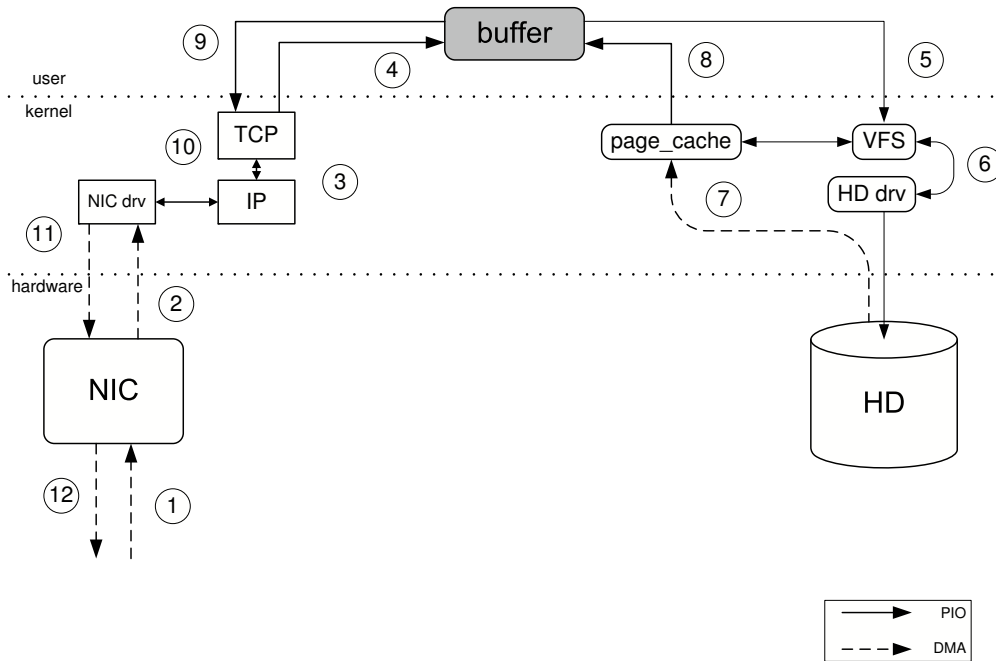 buffer
9
4
8
5
user
kernel
TCP
10
page_cache
VFS
6
3
NIC drv
IP
HD drv
7
11
hardware
2
NIC
HD
12
1
PIO
DMA